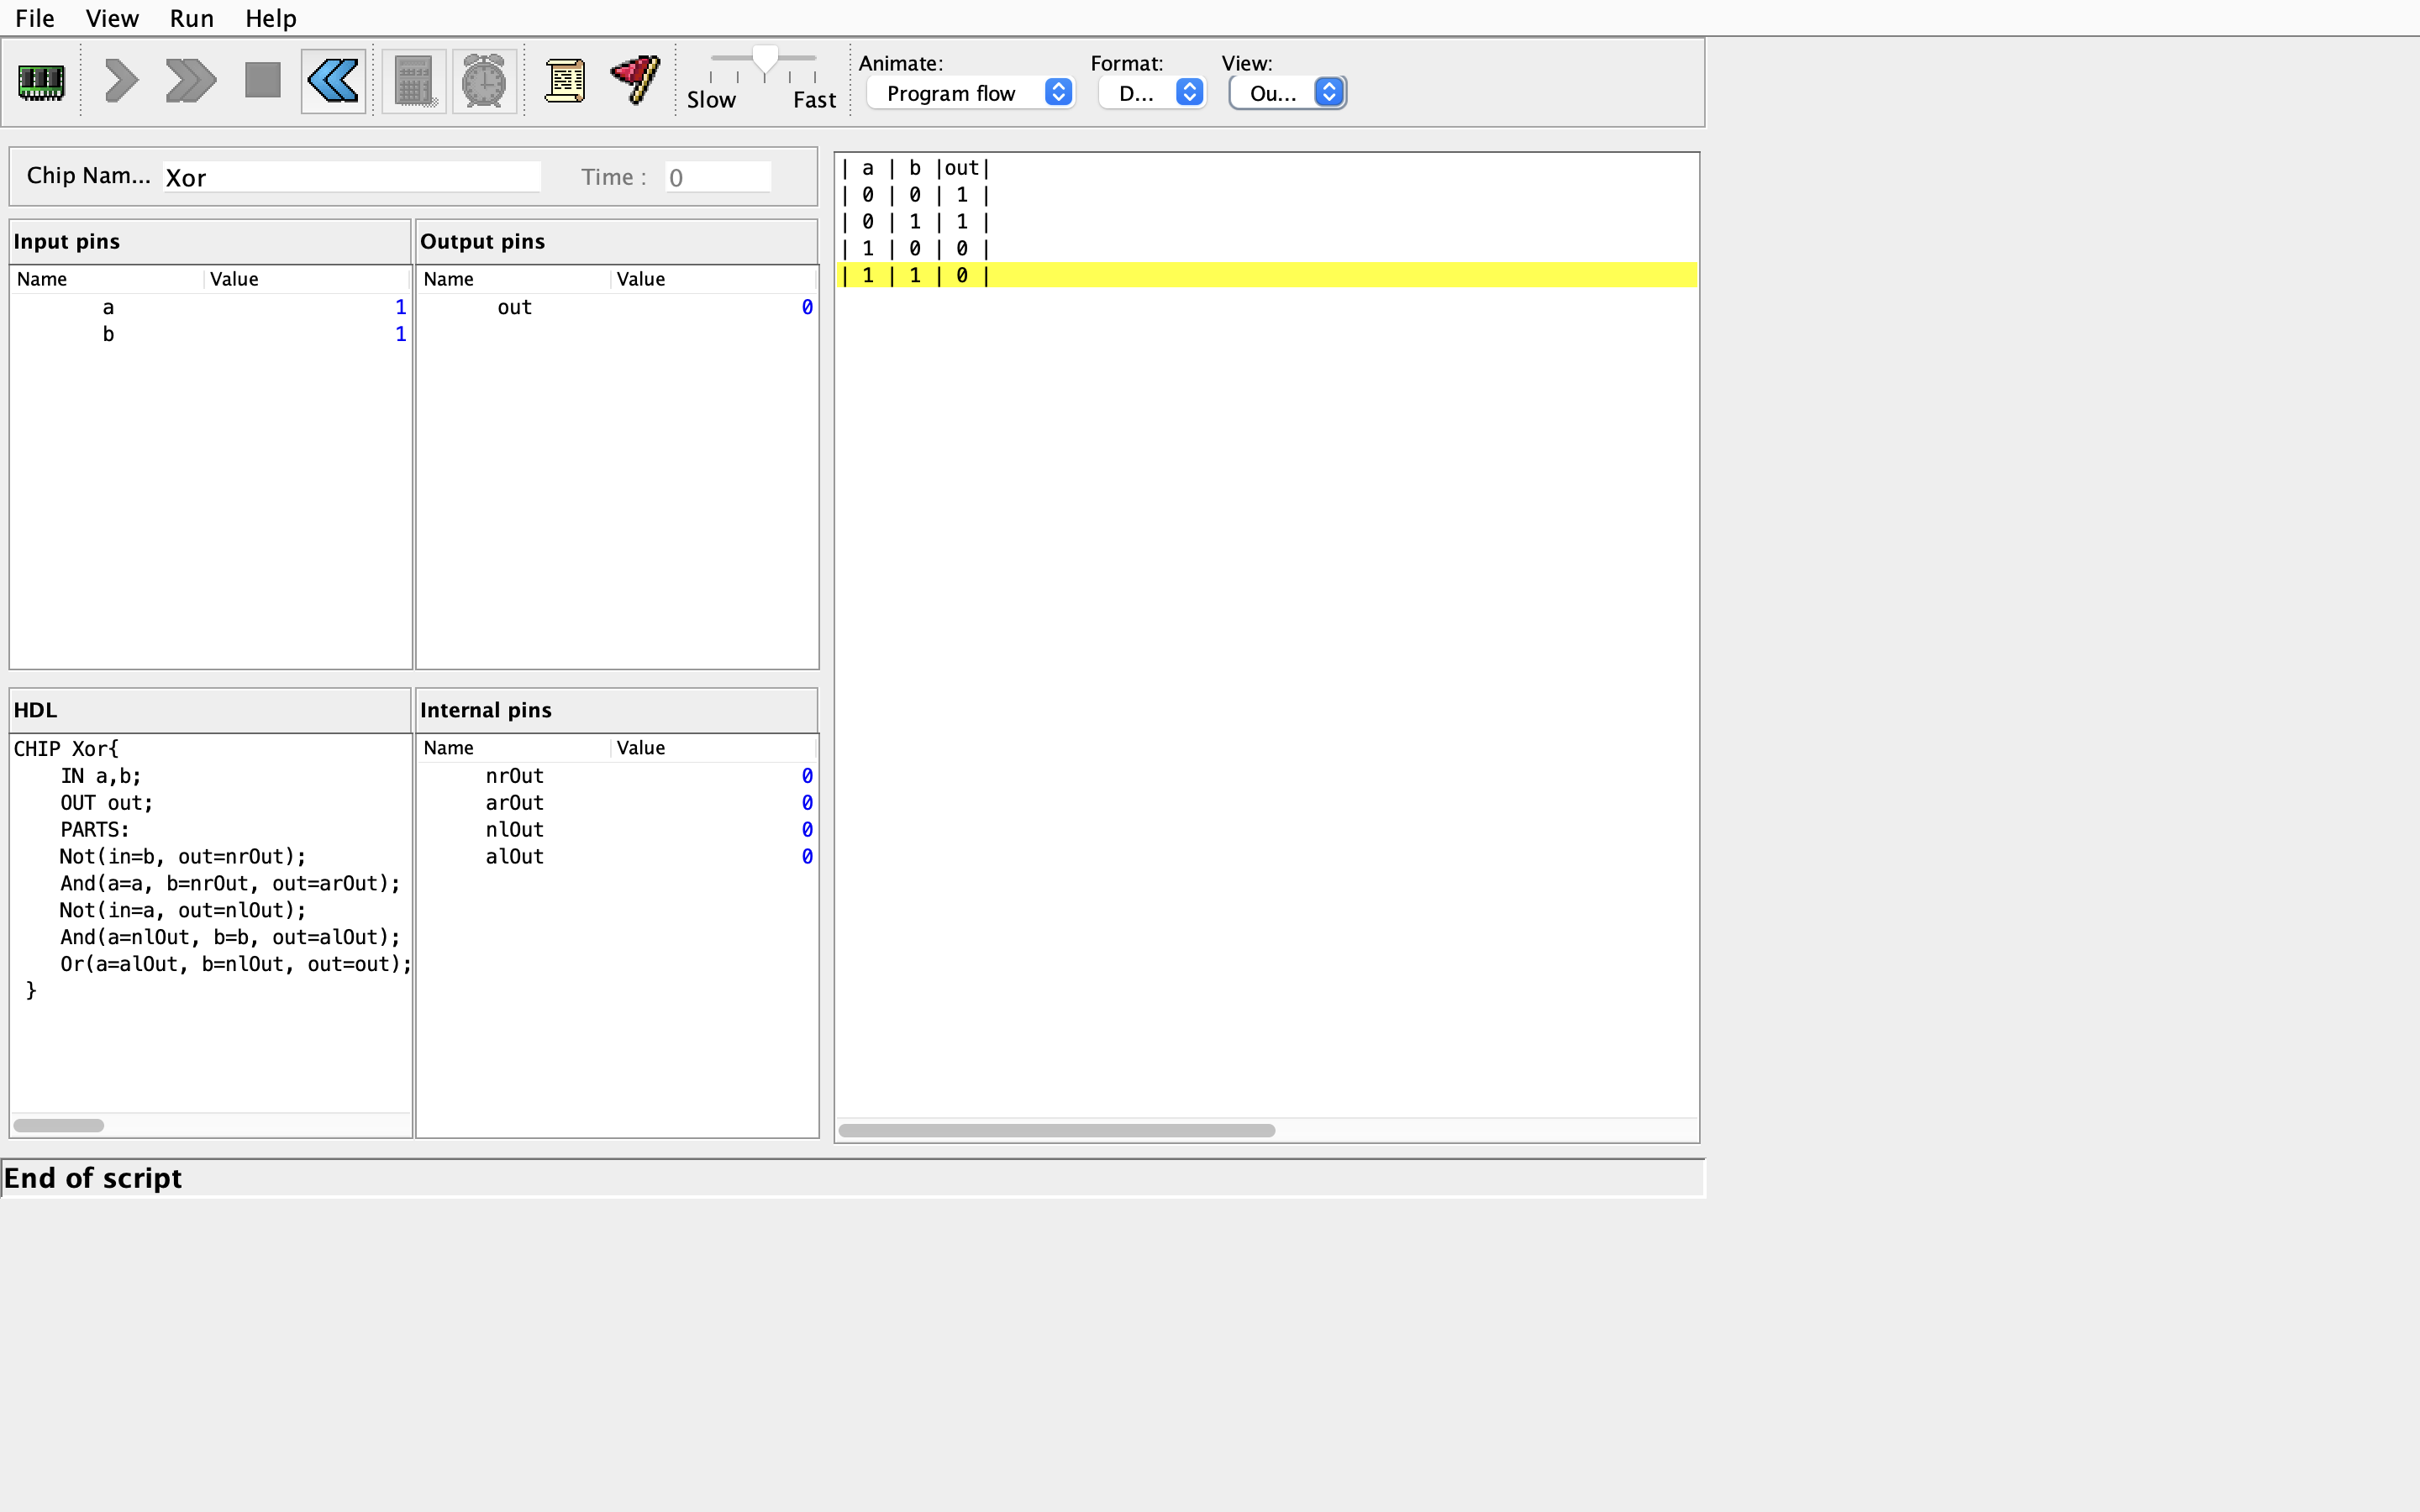 File View Run Help
Animate: Format: View:
Slow Fast Program flow D... Ou...
Chip Nam... Xor Time : 0
Input pins Output pins
Name Value Name Value
a 1 out 0
b 1
| a | b |out|
| 0 | 0 | 1 |
| 0 | 1 | 1 |
| 1 | 0 | 0 |
| 1 | 1 | 0 |
HDL
CHIP Xor{
IN a,b;
OUT out;
PARTS:
Not(in=b, out=nrOut);
And(a=a, b=nrOut, out=arOut);
Not(in=a, out=nlOut);
And(a=nlOut, b=b, out=alOut);
Or(a=alOut, b=nlOut, out=out);
}
Internal pins
Name Value
nrOut 0
arOut 0
nlOut 0
alOut 0
End of script